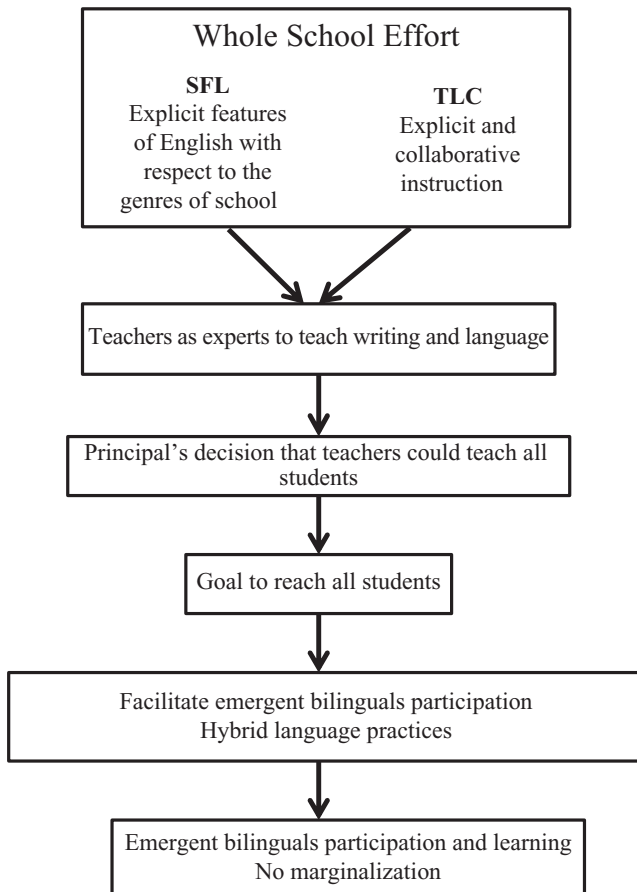 Whole School Effort
SFL
Explicit features
of English with
respect to the
genres of school
TLC
Explicit and
collaborative
instruction
Teachers as experts to teach writing and language
Principal’s decision that teachers could teach all
students
Goal to reach all students
Facilitate emergent bilinguals participation
Hybrid language practices
Emergent bilinguals participation and learning
No marginalization